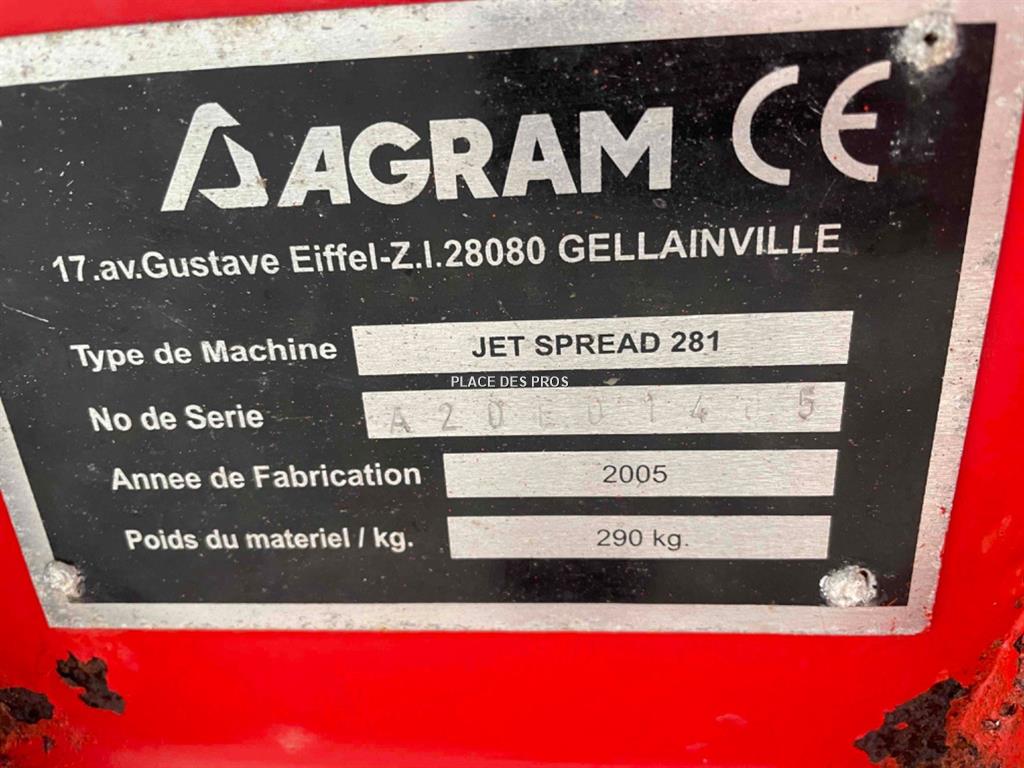 AGRAM CE
17.av.Gustave Eiffel-Z.I.28080 GELLAINVILLE
Type de Machine JET SPREAD 281
PLACE DES PROS
No de Serie
Annee de Fabrication 2005
Poids du materiel / kg. 290 kg.